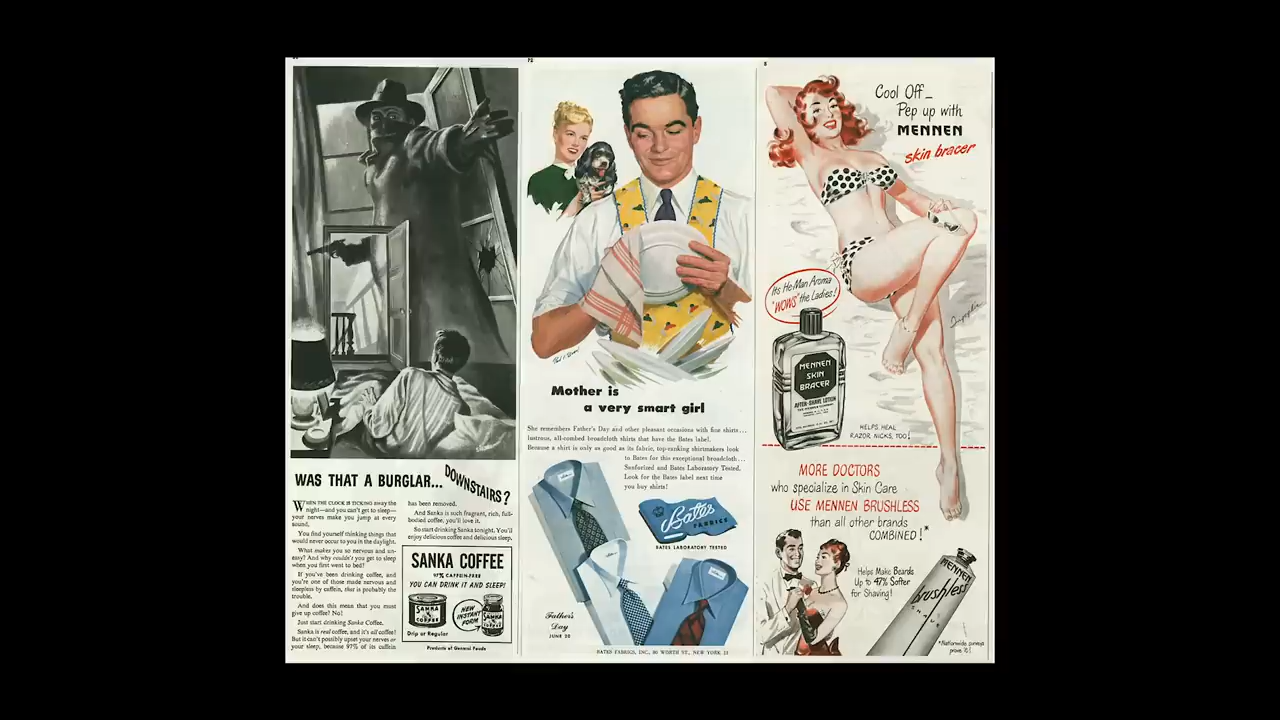 72
WAS THAT A BURGLAR... DOWNSTAIRS?
WHEN THE CLOCK IS TICKING away the
night—and you can't get to sleep—
your nerves make you jump at every
sound.
You find yourself thinking things that
would never occur to you in the daylight.
What makes you so nervous and un-
easy? And why couldn't you get to sleep
when you first went to bed?
If you've been drinking coffee, and
you're one of those made nervous and
sleepless by caffein, that is probably the
trouble.
And does this mean that you must
give up coffee? No!
Just start drinking Sanka Coffee.
Sanka is real coffee, and it's all coffee!
But it can't possibly upset your nerves or
your sleep, because 97% of its caffein
has been removed.
And Sanka is such fragrant, rich, full-
bodied coffee, you'll love it.
So start drinking Sanka tonight. You'll
enjoy delicious coffee and delicious sleep.
SANKA COFFEE
97% CAFFEIN-FREE
YOU CAN DRINK IT AND SLEEP!
SANKA
COFFEE
NEW
INSTANT
FORM
Drip or Regular
Products of General Foods
Mother is
a very smart girl
She remembers Father's Day and other pleasant occasions with fine shirts...
lustrous, all-combed broadcloth shirts that have the Bates label.
Because a shirt is only as good as its fabric, top-ranking shirtmakers look
to Bates for this exceptional broadcloth...
Sanforized and Bates Laboratory Tested.
Look for the Bates label next time
you buy shirts!
Bates
FABRICS
BATES LABORATORY TESTED
Father's
Day
JUNE 20
BATES FABRICS, INC., 80 WORTH ST., NEW YORK 13
Cool Off_
Pep up with
MENNEN
skin bracer
Its He-Man Aroma
"WOWS" the Ladies!
MENNEN
SKIN
BRACER
AFTER-SHAVE LOTION
HELPS HEAL
RAZOR NICKS, TOO!
MORE DOCTORS
who specialize in Skin Care
USE MENNEN BRUSHLESS
than all other brands
COMBINED!*
Helps Make Beards
Up to 47% Softer
for Shaving!
MENNEN
brushless
*Nationwide surveys
prove it!